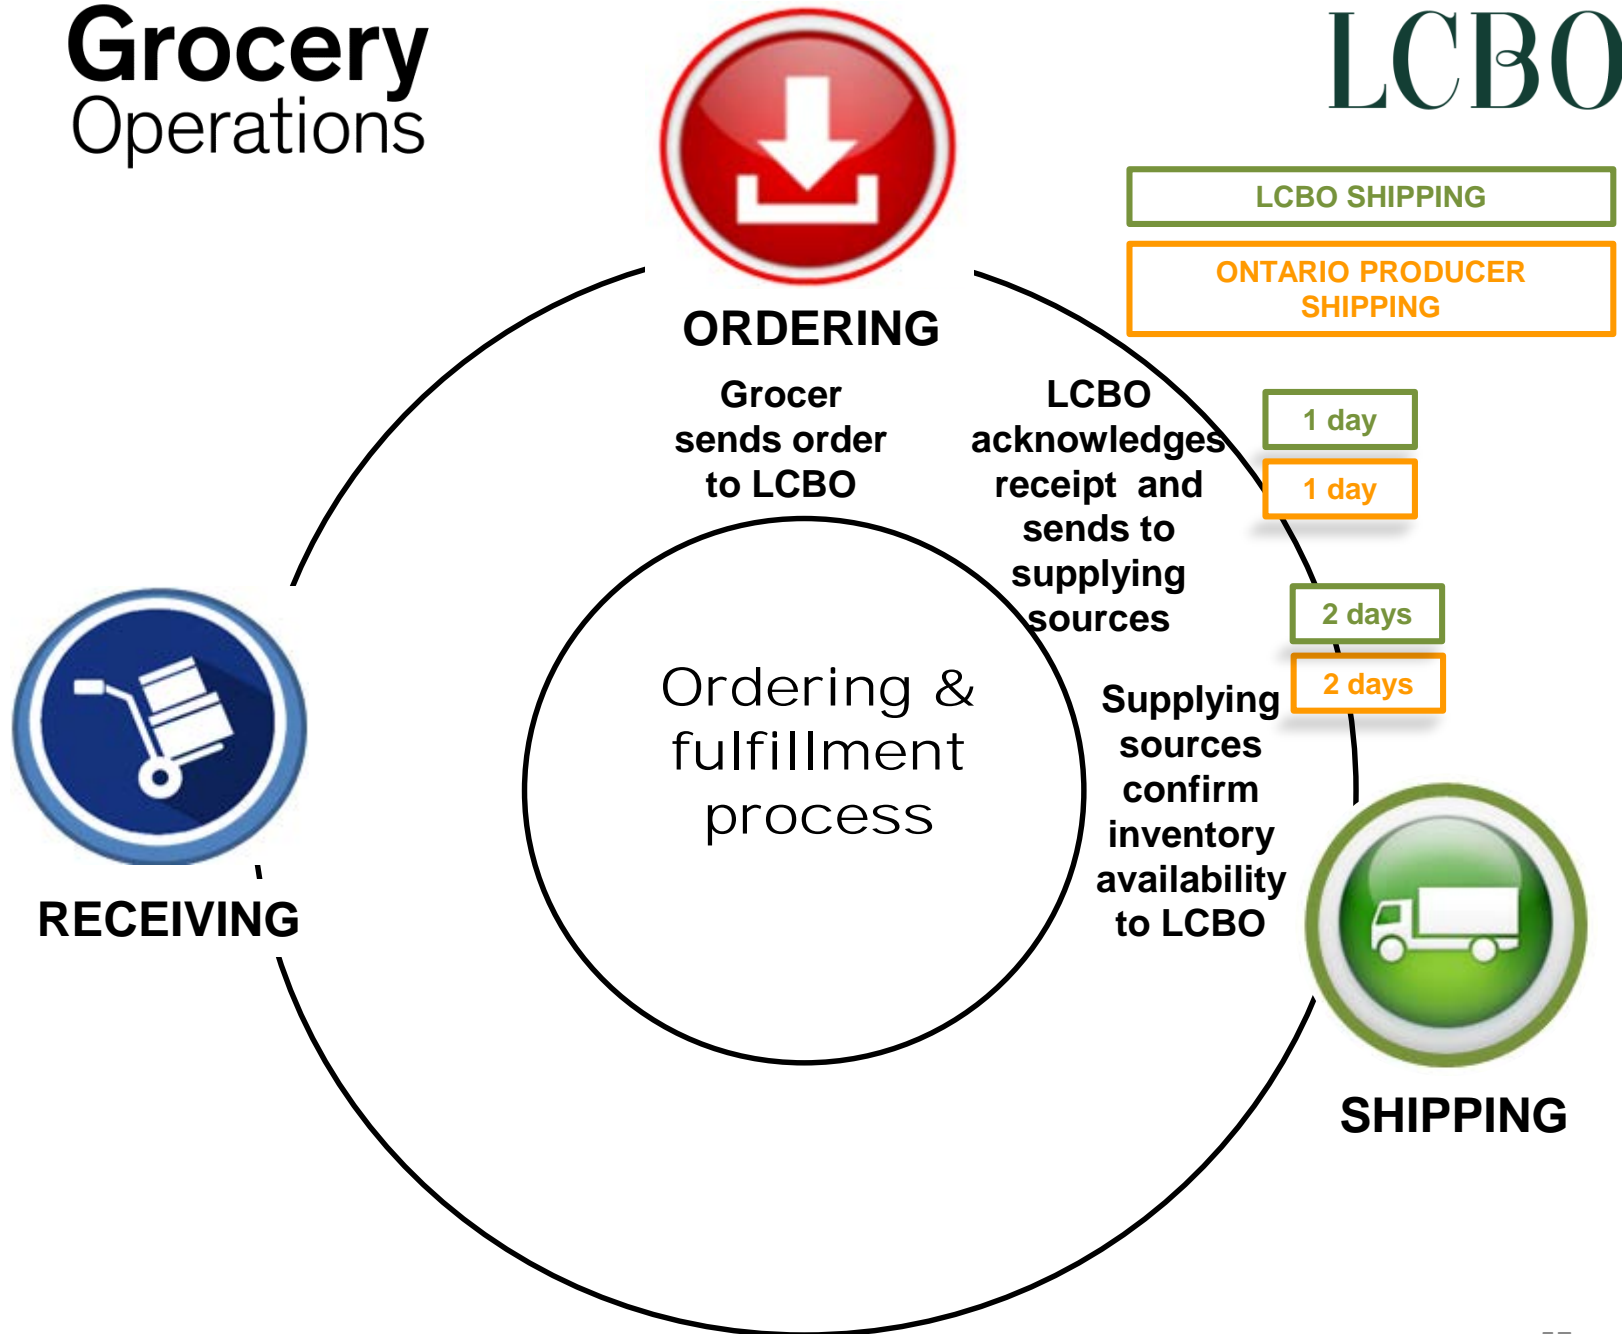 Grocery
Operations
LCBO
LCBO SHIPPING
ONTARIO PRODUCER
SHIPPING
ORDERING
Grocer
sends order
to LCBO
LCBO
acknowledges
receipt and
sends to
supplying
sources
1 day
1 day
2 days
2 days
Supplying
sources
confirm
inventory
availability
to LCBO
Ordering &
fulfillment
process
RECEIVING
SHIPPING